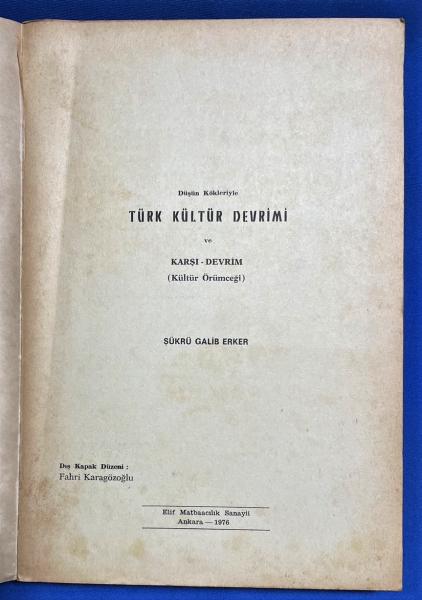 Düşün Kökleriyle
TÜRK KÜLTÜR DEVRİMİ
ve
KARŞI - DEVRİM
(Kültür Örümceği)
ŞÜKRÜ GALİB ERKER
Dış Kapak Düzeni :
Fahri Karagözoğlu
Elif Matbaacılık Sanayii
Ankara — 1976